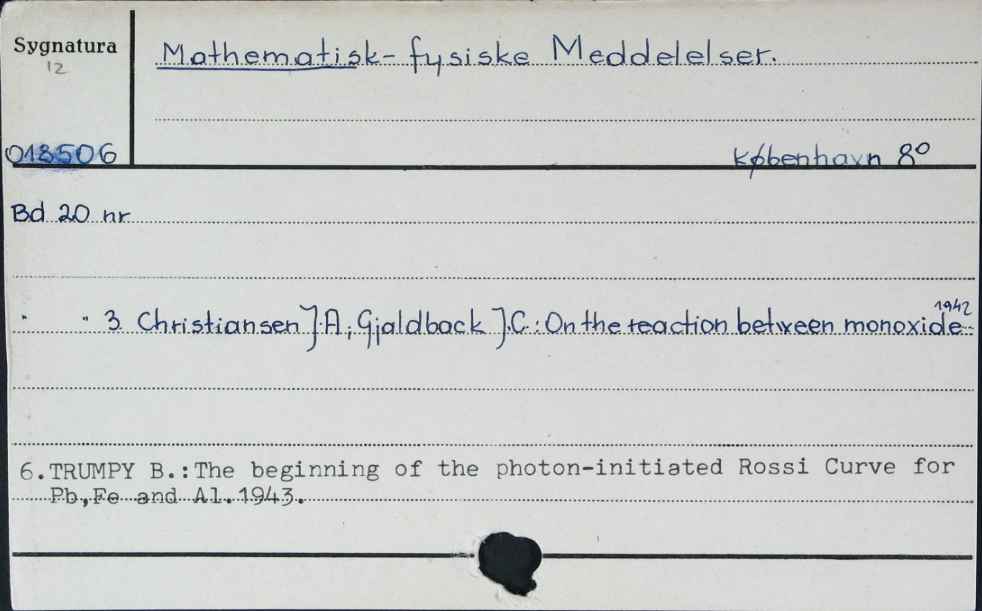 Sygnatura
12
Mathematisk-fysiske Meddelelser.
018506
København 8º
Bd 20 nr
" " 3 Christiansen J.A; Gjaldback J.C.: On the reaction between monoxide 1942
6.TRUMPY B.:The beginning of the photon-initiated Rossi Curve for
Pb,Fe and Al.1943.